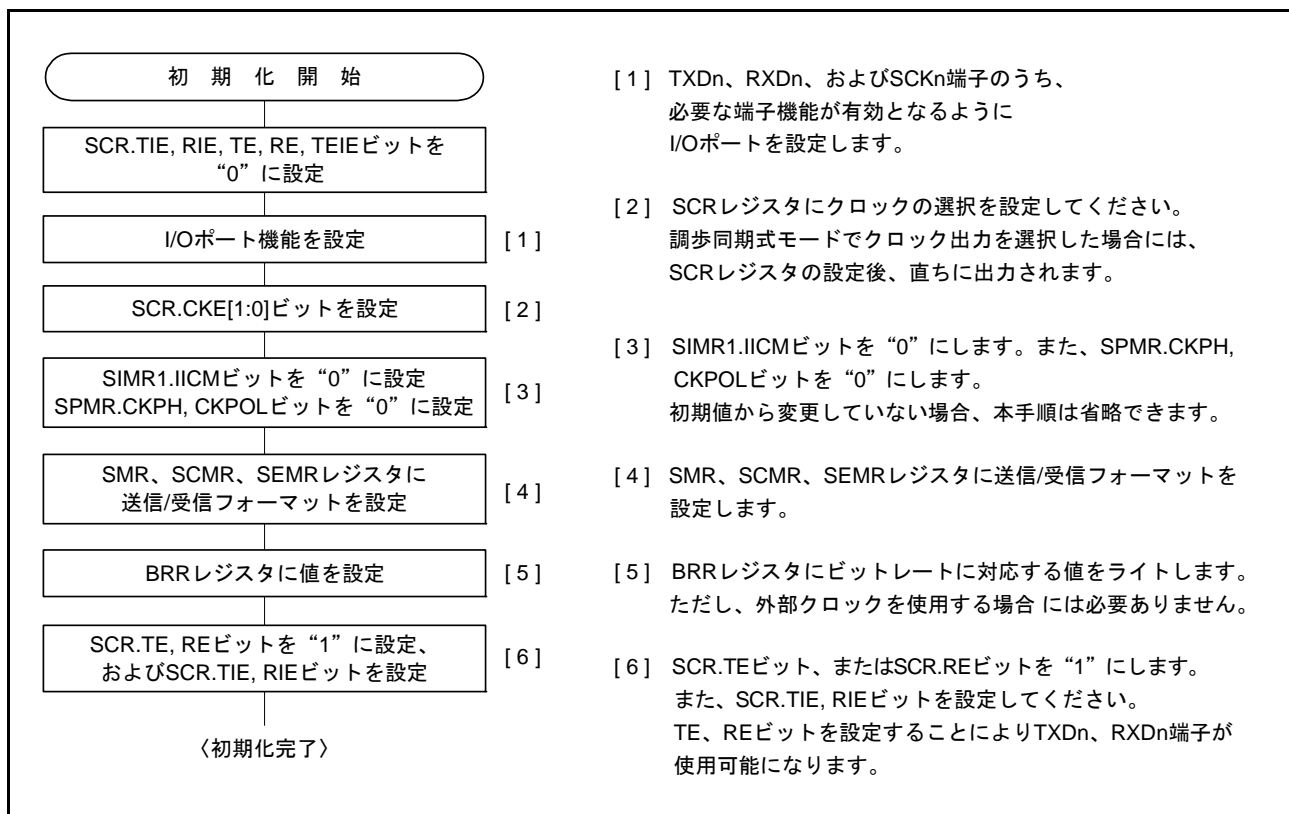 初 期 化 開 始
SCR.TIE, RIE, TE, RE, TEIEビットを
“0”に設定
I/Oポート機能を設定
[ 1 ]
SCR.CKE[1:0]ビットを設定
[ 2 ]
SIMR1.IICMビットを“0”に設定
SPMR.CKPH, CKPOLビットを“0”に設定
[ 3 ]
SMR、SCMR、SEMRレジスタに
送信/受信フォーマットを設定
[ 4 ]
BRRレジスタに値を設定
[ 5 ]
SCR.TE, REビットを“1”に設定、
およびSCR.TIE, RIEビットを設定
[ 6 ]
〈初期化完了〉
[ 1 ] TXDn、RXDn、およびSCKn端子のうち、
必要な端子機能が有効となるように
I/Oポートを設定します。
[ 2 ] SCRレジスタにクロックの選択を設定してください。
調歩同期式モードでクロック出力を選択した場合には、
SCRレジスタの設定後、直ちに出力されます。
[ 3 ] SIMR1.IICMビットを“0”にします。また、SPMR.CKPH,
CKPOLビットを“0”にします。
初期値から変更していない場合、本手順は省略できます。
[ 4 ] SMR、SCMR、SEMRレジスタに送信/受信フォーマットを
設定します。
[ 5 ] BRRレジスタにビットレートに対応する値をライトします。
ただし、外部クロックを使用する場合 には必要ありません。
[ 6 ] SCR.TEビット、またはSCR.REビットを“1”にします。
また、SCR.TIE, RIEビットを設定してください。
TE、REビットを設定することによりTXDn、RXDn端子が
使用可能になります。